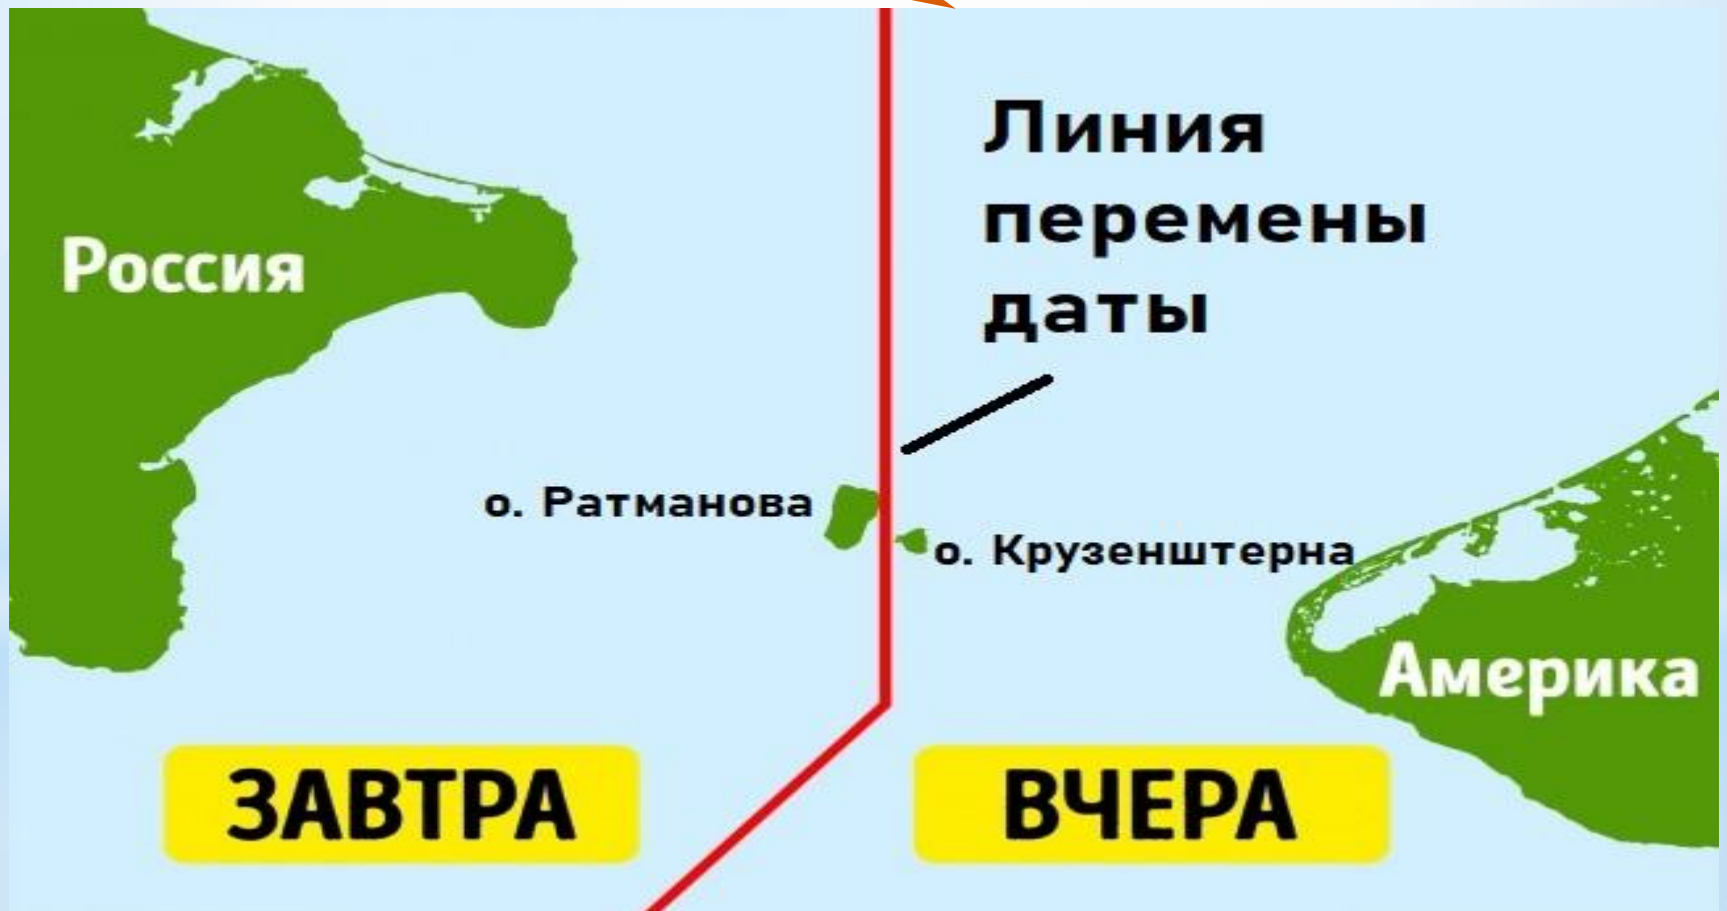 Линия
перемены
даты
Россия
о. Ратманова
о. Крузенштерна
Америка
ЗАВТРА
ВЧЕРА